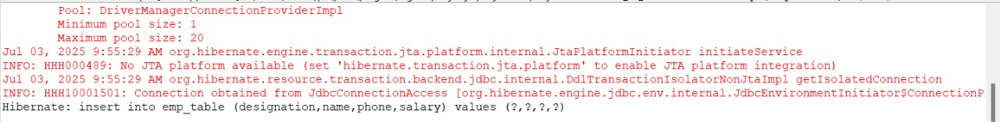 Pool: DriverManagerConnectionProviderImpl
Minimum pool size: 1
Maximum pool size: 20
Jul 03, 2025 9:55:29 AM org.hibernate.engine.transaction.jta.platform.internal.JtaPlatformInitiator initiateService
INFO: HHH000489: No JTA platform available (set 'hibernate.transaction.jta.platform' to enable JTA platform integration)
Jul 03, 2025 9:55:29 AM org.hibernate.resource.transaction.backend.jdbc.internal.DdlTransactionIsolatorNonJtaImpl getIsolatedConnection
INFO: HHH10001501: Connection obtained from JdbcConnectionAccess [org.hibernate.engine.jdbc.env.internal.JdbcEnvironmentInitiator$ConnectionP
Hibernate: insert into emp_table (designation,name,phone,salary) values (?,?,?,?)